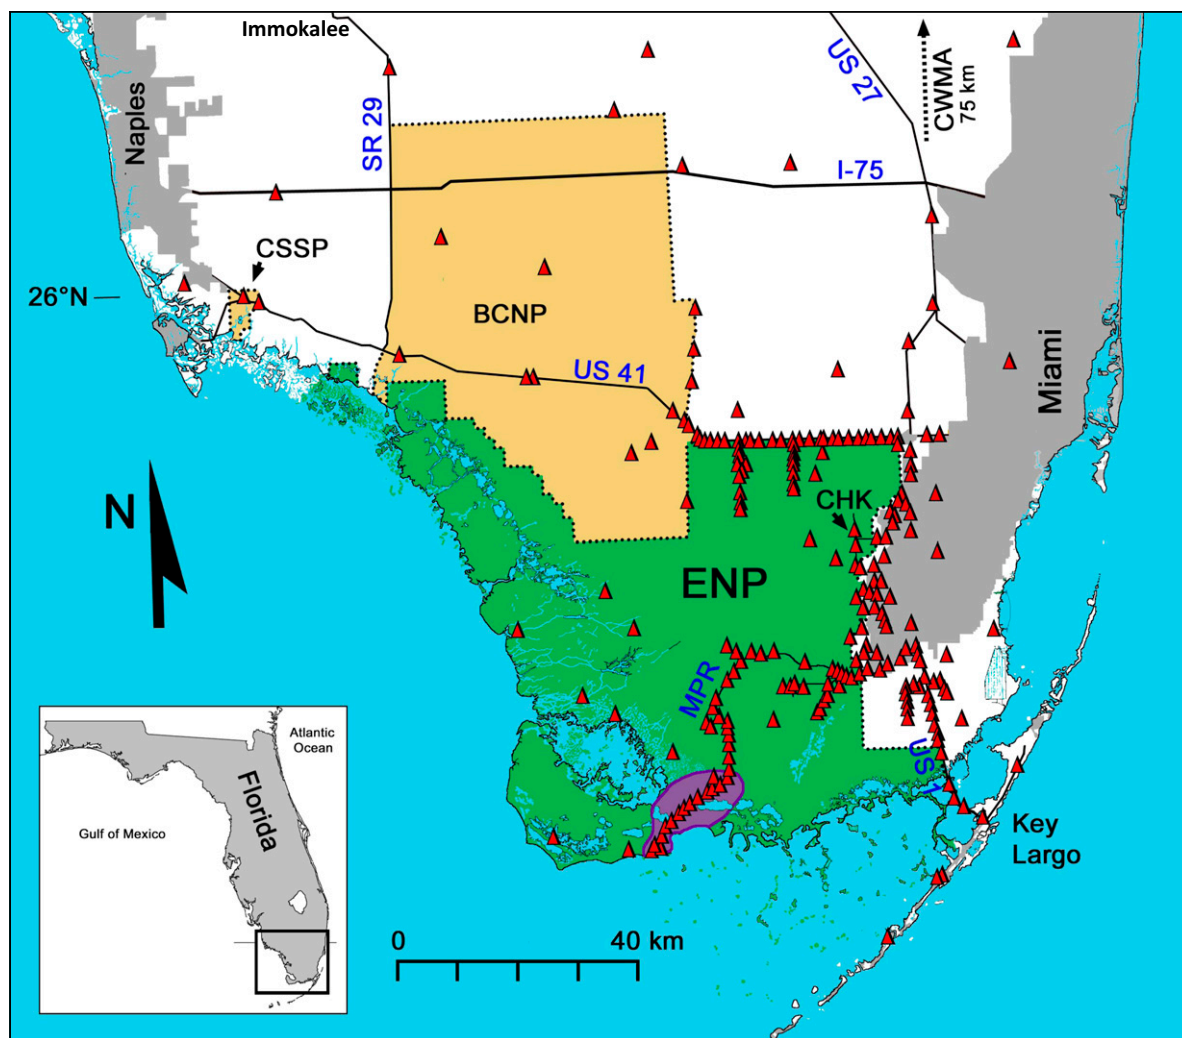 Immokalee
Naples
SR 29
US 27
CWMA
75 km
I-75
CSSP
26°N
BCNP
US 41
Miami
N
CHK
ENP
MPR
US 1
Key
Largo
0
40 km
Atlantic
Ocean
Florida
Gulf of Mexico